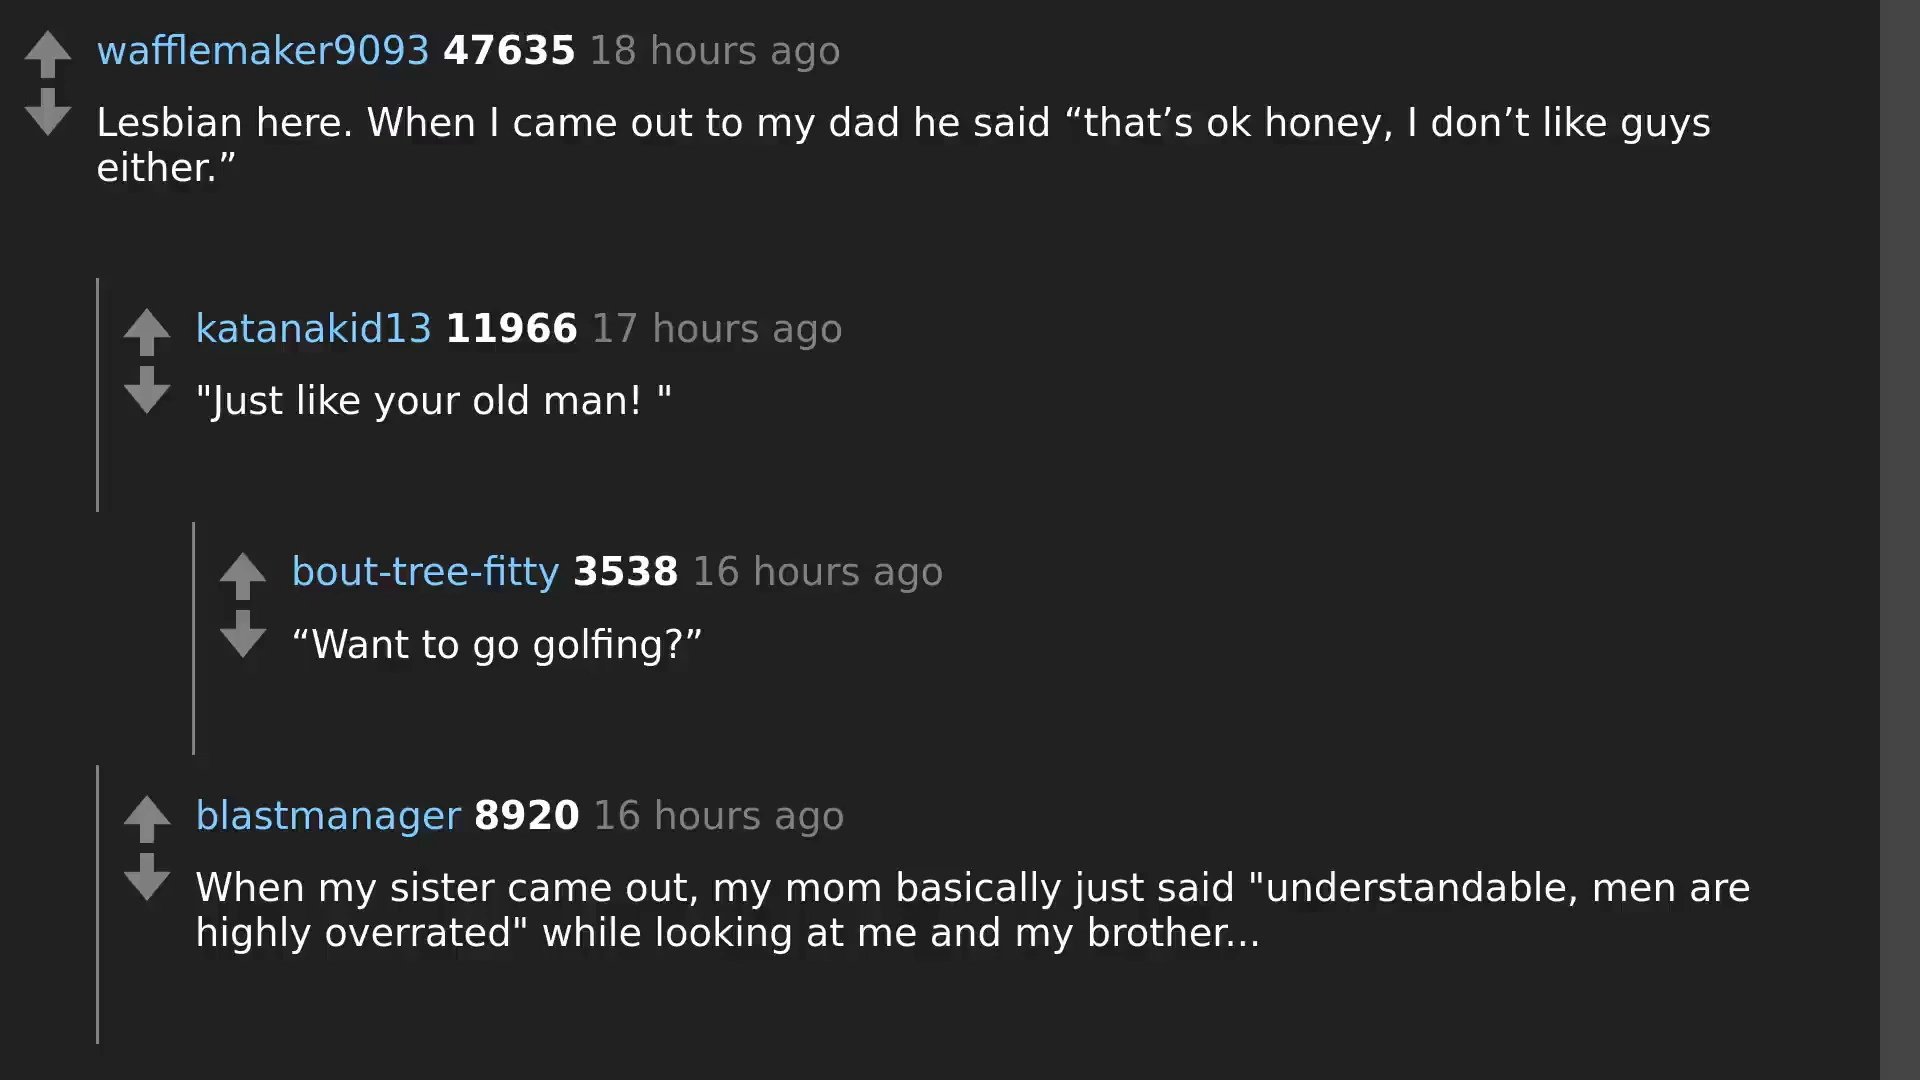 wafflemaker9093 47635 18 hours ago
Lesbian here. When I came out to my dad he said “that’s ok honey, I don’t like guys
either.”
katanakid13 11966 17 hours ago
"Just like your old man! "
bout-tree-fitty 3538 16 hours ago
“Want to go golfing?”
blastmanager 8920 16 hours ago
When my sister came out, my mom basically just said "understandable, men are
highly overrated" while looking at me and my brother...